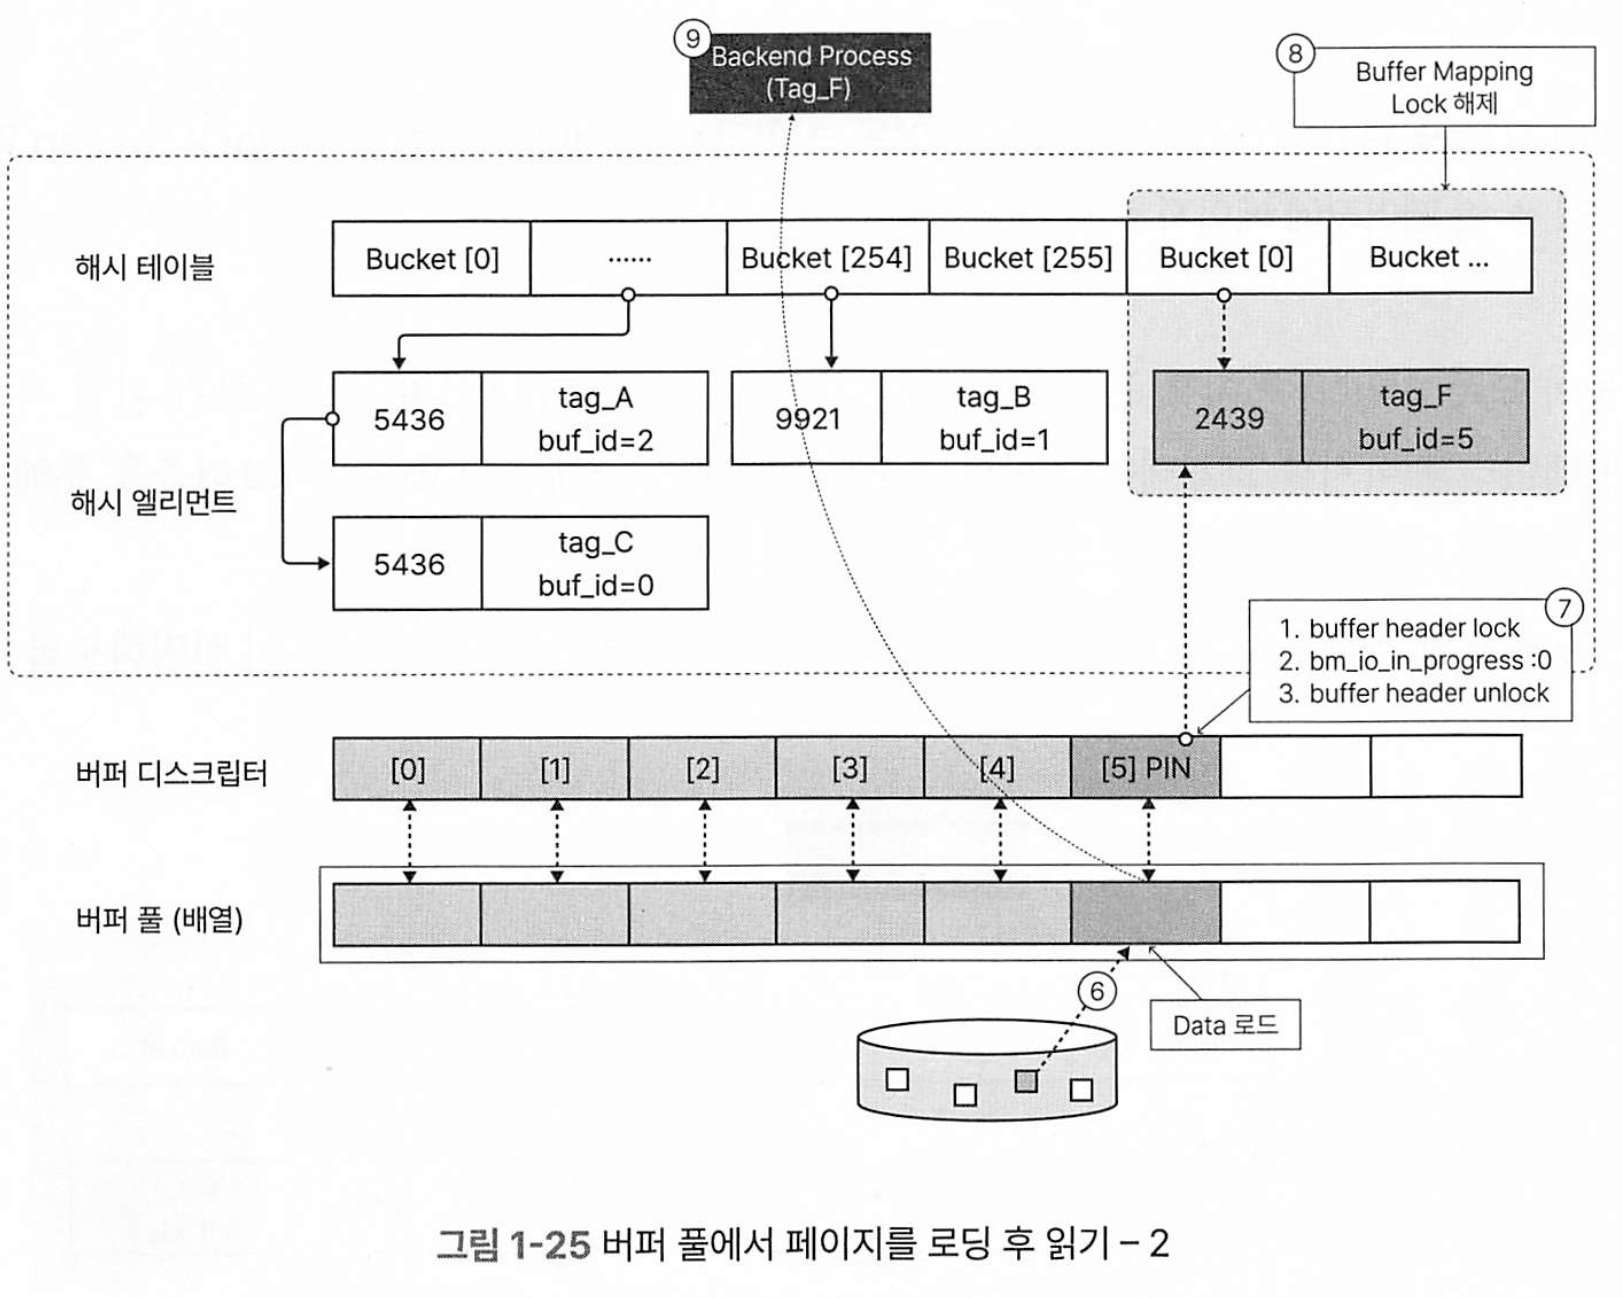 ⑨
Backend Process
(Tag_F)
⑧
Buffer Mapping
Lock 해제
해시 테이블
Bucket [0]
......
Bucket [254]
Bucket [255]
Bucket [0]
Bucket ...
5436
tag_A
buf_id=2
9921
tag_B
buf_id=1
2439
tag_F
buf_id=5
해시 엘리먼트
5436
tag_C
buf_id=0
⑦
1. buffer header lock
2. bm_io_in_progress :0
3. buffer header unlock
버퍼 디스크립터
[0]
[1]
[2]
[3]
[4]
[5] PIN
버퍼 풀 (배열)
⑥
Data 로드
그림 1-25 버퍼 풀에서 페이지를 로딩 후 읽기 – 2